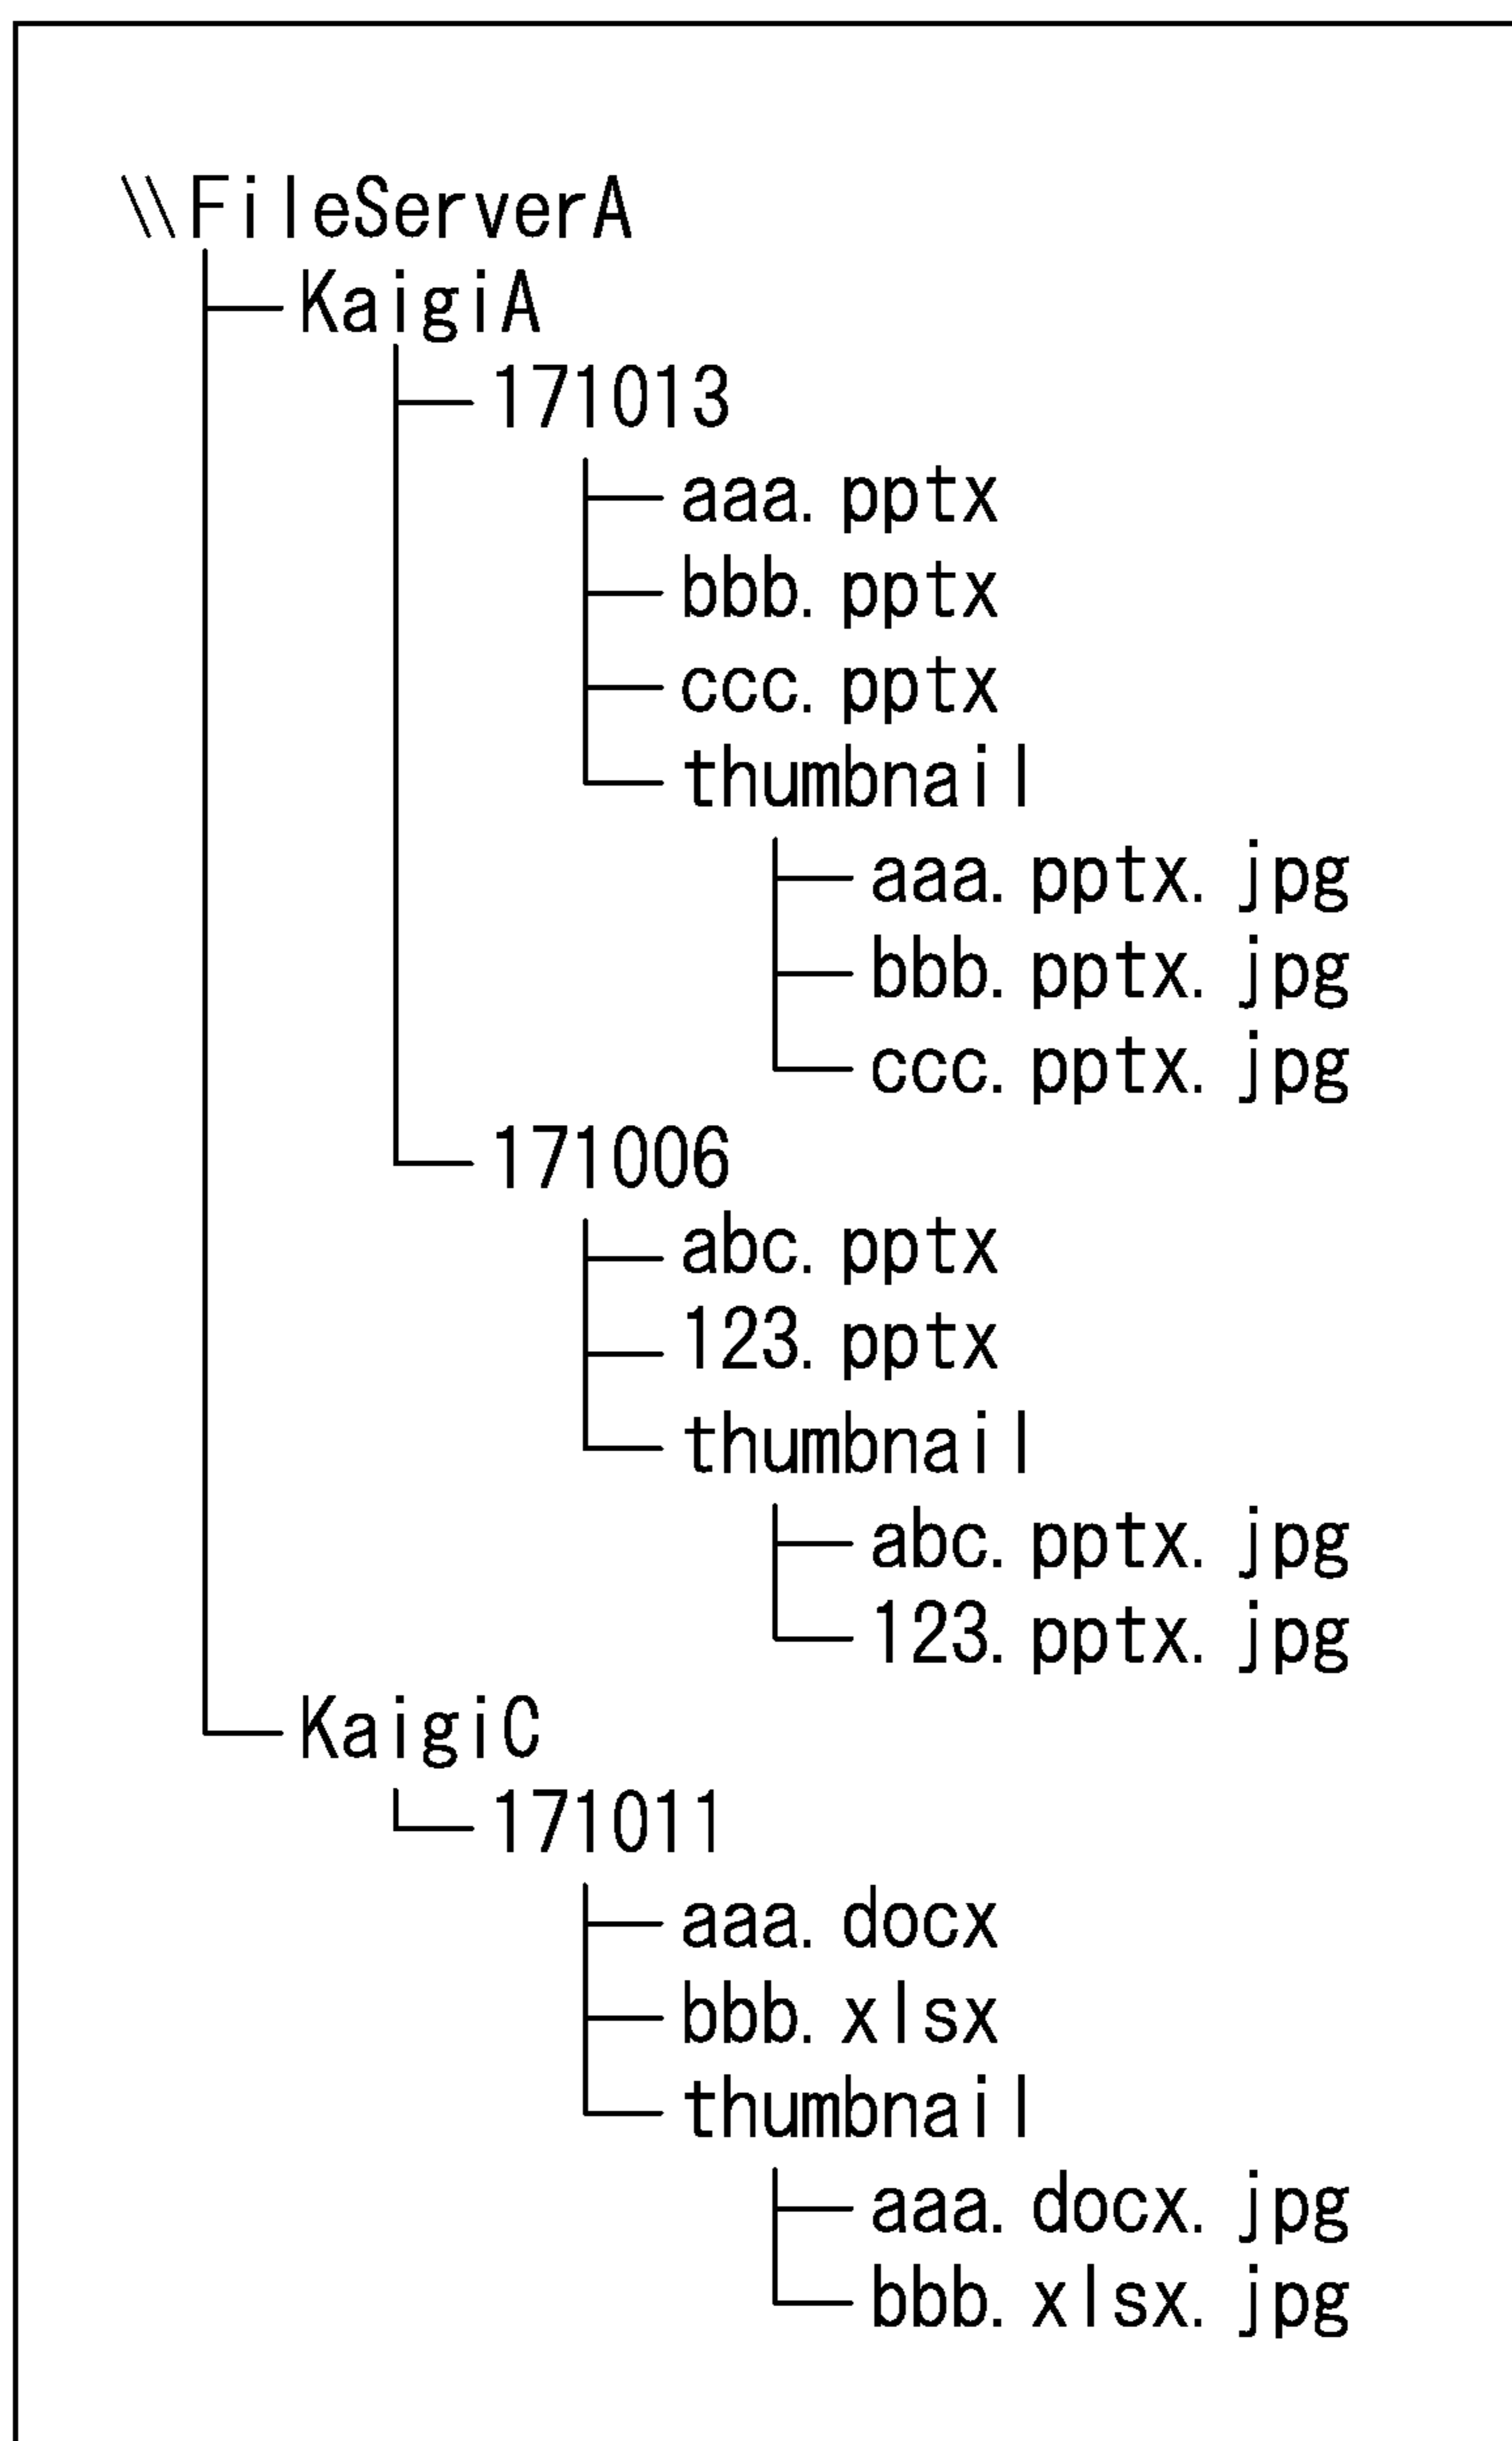 \\FileServerA
KaigiA
171013
aaa.pptx
bbb.pptx
ccc.pptx
thumbnail
aaa.pptx.jpg
bbb.pptx.jpg
ccc.pptx.jpg
171006
abc.pptx
123.pptx
thumbnail
abc.pptx.jpg
123.pptx.jpg
KaigiC
171011
aaa.docx
bbb.xlsx
thumbnail
aaa.docx.jpg
bbb.xlsx.jpg